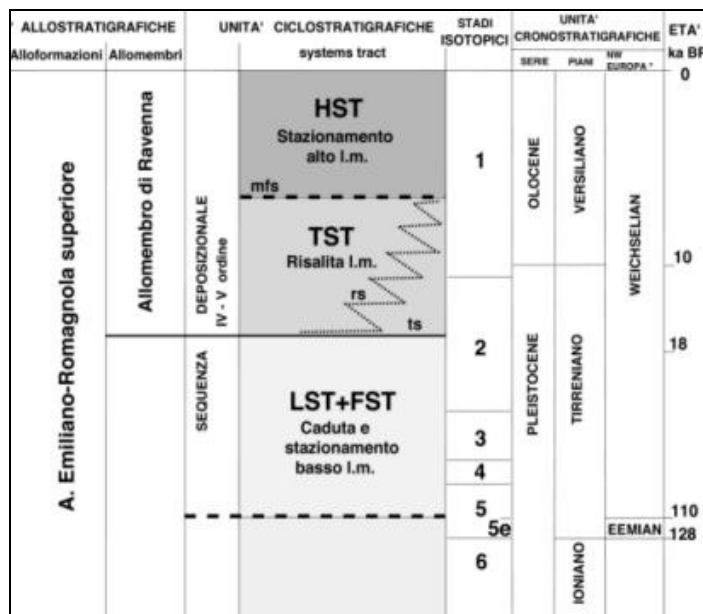 ALLOSTRATIGRAFICHE
Alloformazioni
Allomembri
UNITA' CICLOSTRATIGRAFICHE
systems tract
STADI
ISOTOPICI
UNITA'
CRONOSTRATIGRAFICHE
SERIE
PIANI
NW
EUROPA *
ETA'
ka BP
0
A. Emiliano-Romagnola superiore
Allomembro di Ravenna
SEQUENZA DEPOSIZIONALE
IV - V ordine
HST
Stazionamento
alto l.m.
mfs
TST
Risalita l.m.
rs
ts
LST+FST
Caduta e
stazionamento
basso l.m.
1
2
3
4
5
5e
6
OLOCENE
PLEISTOCENE
VERSILIANO
TIRRENIANO
IONIANO
WEICHSELIAN
EEMIAN
10
18
110
128